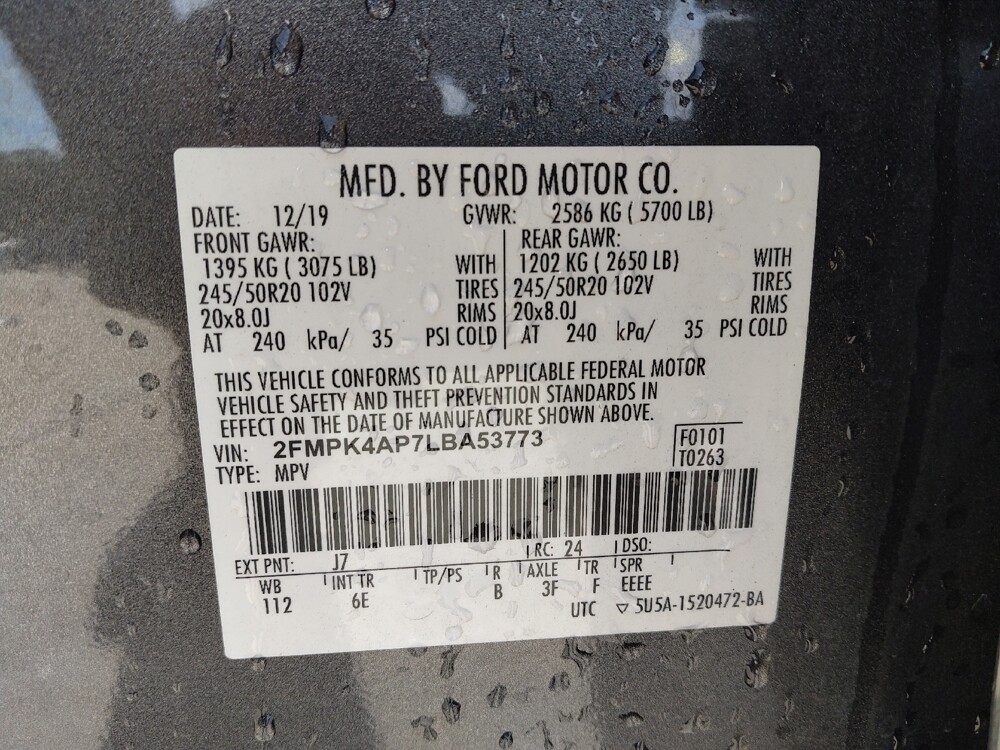 MFD. BY FORD MOTOR CO.
DATE: 12/19 GVWR: 2586 KG ( 5700 LB)
FRONT GAWR: REAR GAWR:
1395 KG ( 3075 LB) WITH 1202 KG ( 2650 LB) WITH
245/50R20 102V TIRES 245/50R20 102V TIRES
20x8.0J RIMS 20x8.0J RIMS
AT 240 kPa/ 35 PSI COLD AT 240 kPa/ 35 PSI COLD
THIS VEHICLE CONFORMS TO ALL APPLICABLE FEDERAL MOTOR
VEHICLE SAFETY AND THEFT PREVENTION STANDARDS IN
EFFECT ON THE DATE OF MANUFACTURE SHOWN ABOVE.
VIN: 2FMPK4AP7LBA53773 F0101
TYPE: MPV T0263
EXT PNT: J7 RC: 24 DSO:
WB INT TR TP/PS R AXLE TR SPR
112 6E B 3F F EEEE
UTC ▽ 5U5A-1520472-BA